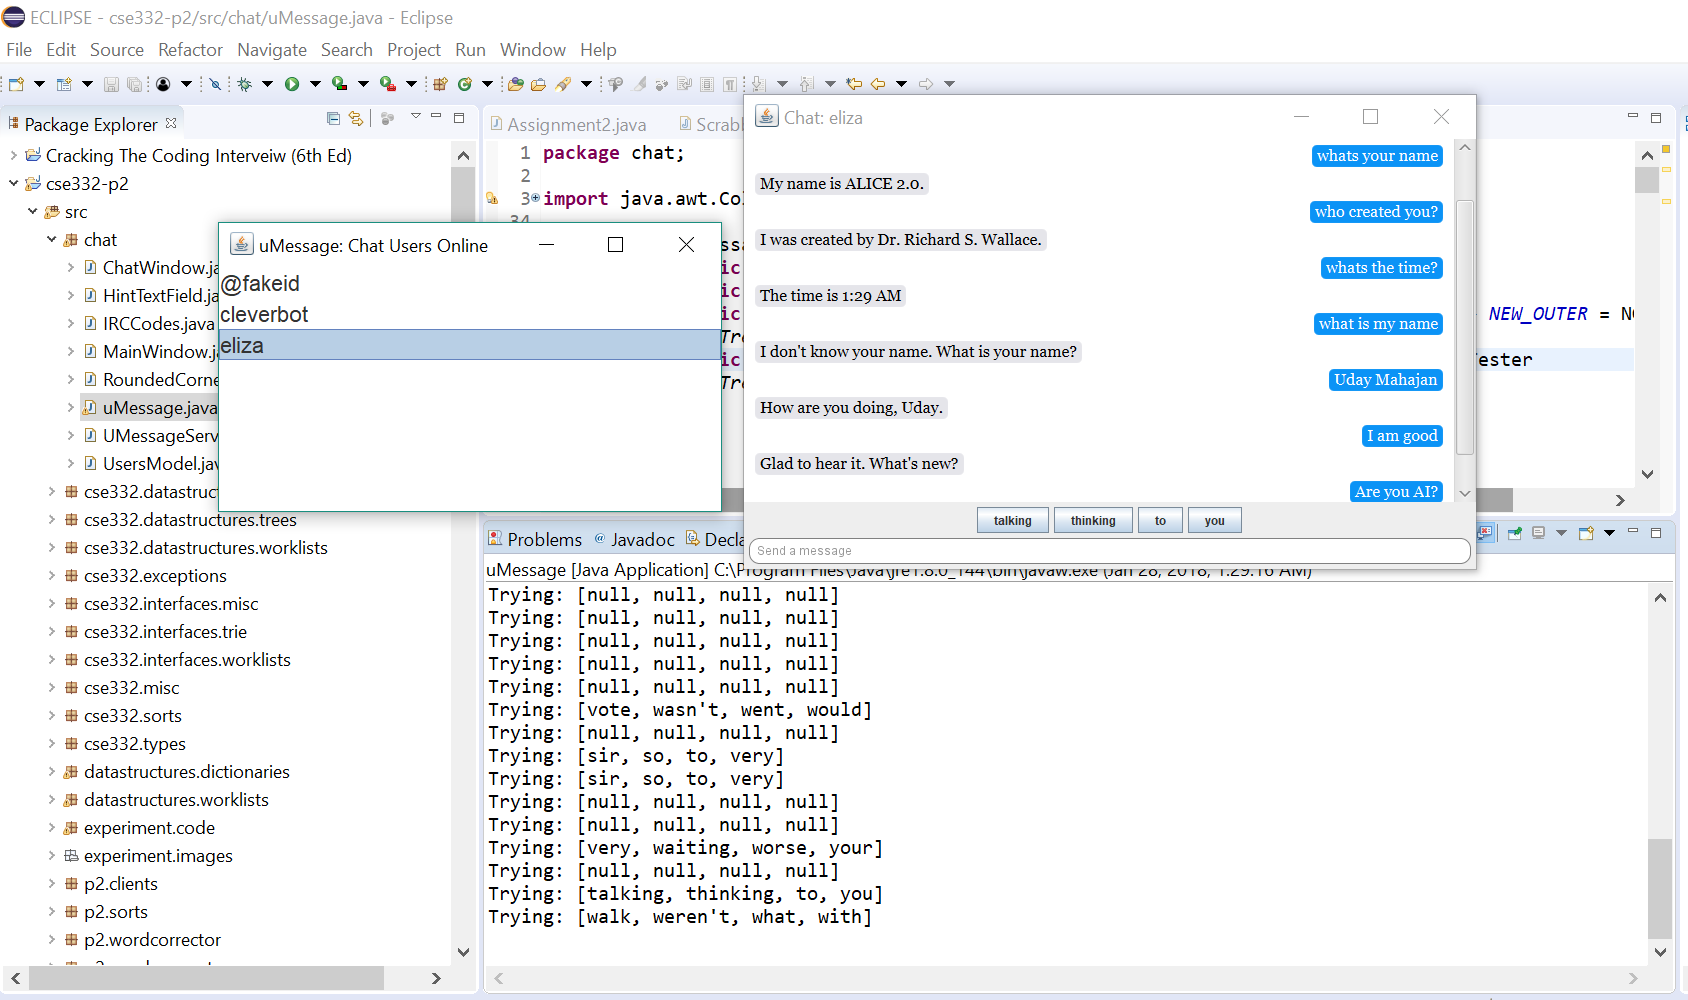 ECLIPSE - cse332-p2/src/chat/uMessage.java - Eclipse
File Edit Source Refactor Navigate Search Project Run Window Help
Package Explorer
Cracking The Coding Interveiw (6th Ed)
cse332-p2
src
chat
ChatWindow.ja
HintTextField.ja
IRCCodes.java
MainWindow.ja
RoundedCorne
uMessage.java
UMessageServ
UsersModel.jav
cse332.datastruct
cse332.datastructures.trees
cse332.datastructures.worklists
cse332.exceptions
cse332.interfaces.misc
cse332.interfaces.trie
cse332.interfaces.worklists
cse332.misc
cse332.sorts
cse332.types
datastructures.dictionaries
datastructures.worklists
experiment.code
experiment.images
p2.clients
p2.sorts
p2.wordcorrector
uMessage: Chat Users Online
@fakeid
cleverbot
eliza
Assignment2.java Scrabb
1 package chat;
2
3 import java.awt.Co
34
ssa
ic
ic
ic NEW_OUTER = N
Tr
ic ester
Tr
Chat: eliza
whats your name
My name is ALICE 2.0.
who created you?
I was created by Dr. Richard S. Wallace.
whats the time?
The time is 1:29 AM
what is my name
I don't know your name. What is your name?
Uday Mahajan
How are you doing, Uday.
I am good
Glad to hear it. What's new?
Are you AI?
talking thinking to you
Send a message
Problems Javadoc Decla
uMessage [Java Application] C:\Program Files\Java\jre1.8.0_144\bin\javaw.exe (Jan 28, 2018, 1:29:16 AM)
Trying: [null, null, null, null]
Trying: [null, null, null, null]
Trying: [null, null, null, null]
Trying: [null, null, null, null]
Trying: [null, null, null, null]
Trying: [vote, wasn't, went, would]
Trying: [null, null, null, null]
Trying: [sir, so, to, very]
Trying: [sir, so, to, very]
Trying: [null, null, null, null]
Trying: [null, null, null, null]
Trying: [very, waiting, worse, your]
Trying: [null, null, null, null]
Trying: [talking, thinking, to, you]
Trying: [walk, weren't, what, with]